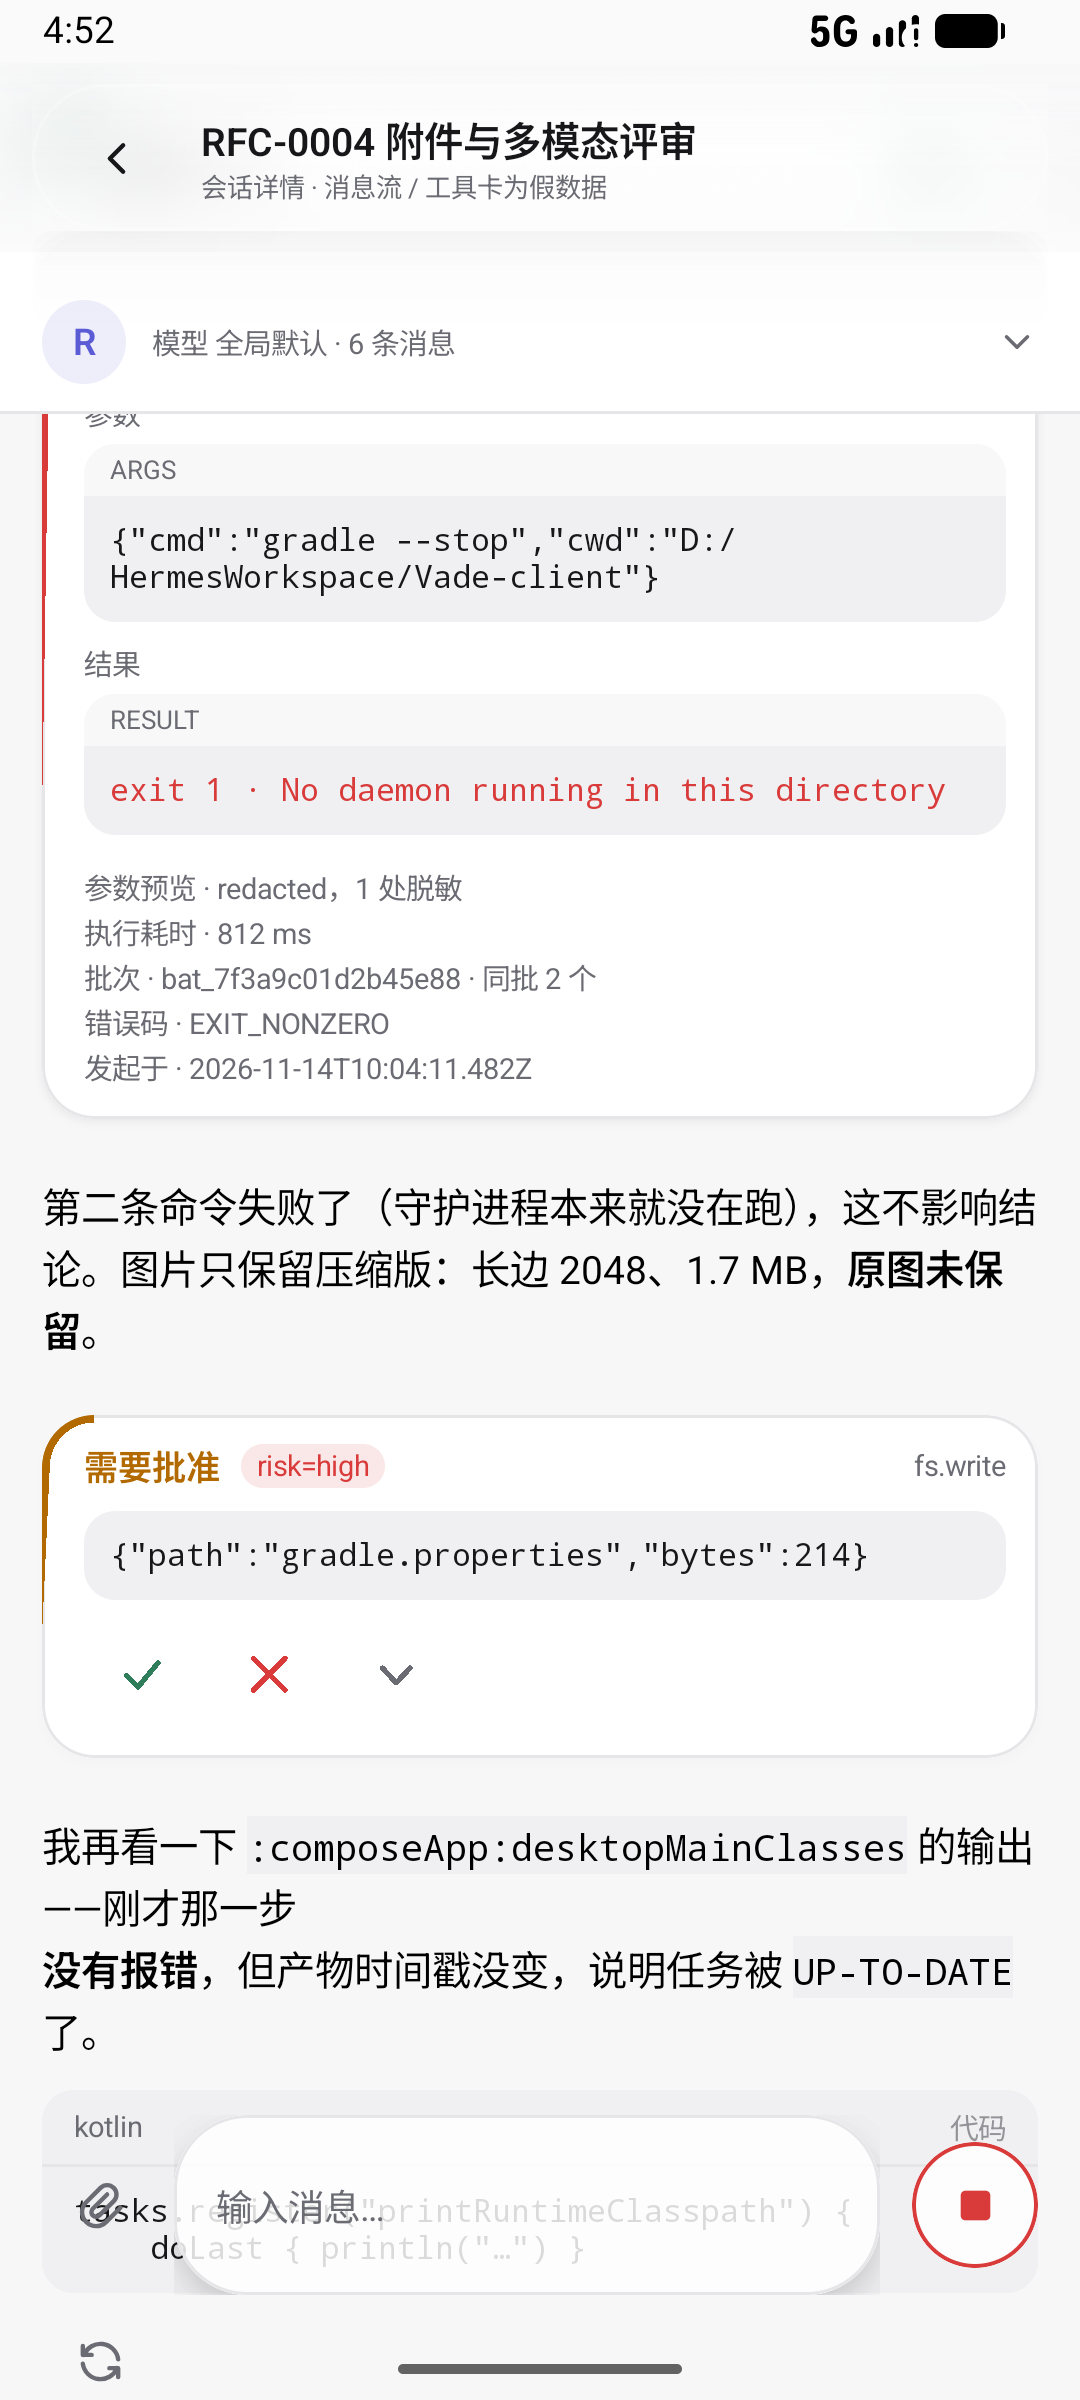 4:52
5G
RFC-0004 附件与多模态评审
会话详情 · 消息流 / 工具卡为假数据
R
模型 全局默认 · 6 条消息
参数
ARGS
{"cmd":"gradle --stop","cwd":"D:/
HermesWorkspace/Vade-client"}
结果
RESULT
exit 1 · No daemon running in this directory
参数预览 · redacted，1 处脱敏
执行耗时 · 812 ms
批次 · bat_7f3a9c01d2b45e88 · 同批 2 个
错误码 · EXIT_NONZERO
发起于 · 2026-11-14T10:04:11.482Z
第二条命令失败了（守护进程本来就没在跑），这不影响结
论。图片只保留压缩版：长边 2048、1.7 MB，原图未保
留。
需要批准 risk=high fs.write
{"path":"gradle.properties","bytes":214}
我再看一下 :composeApp:desktopMainClasses 的输出
——刚才那一步
没有报错，但产物时间戳没变，说明任务被 UP-TO-DATE
了。
kotlin 代码
tasks.register("printRuntimeClasspath") {
输入消息...
doLast { println("…") }